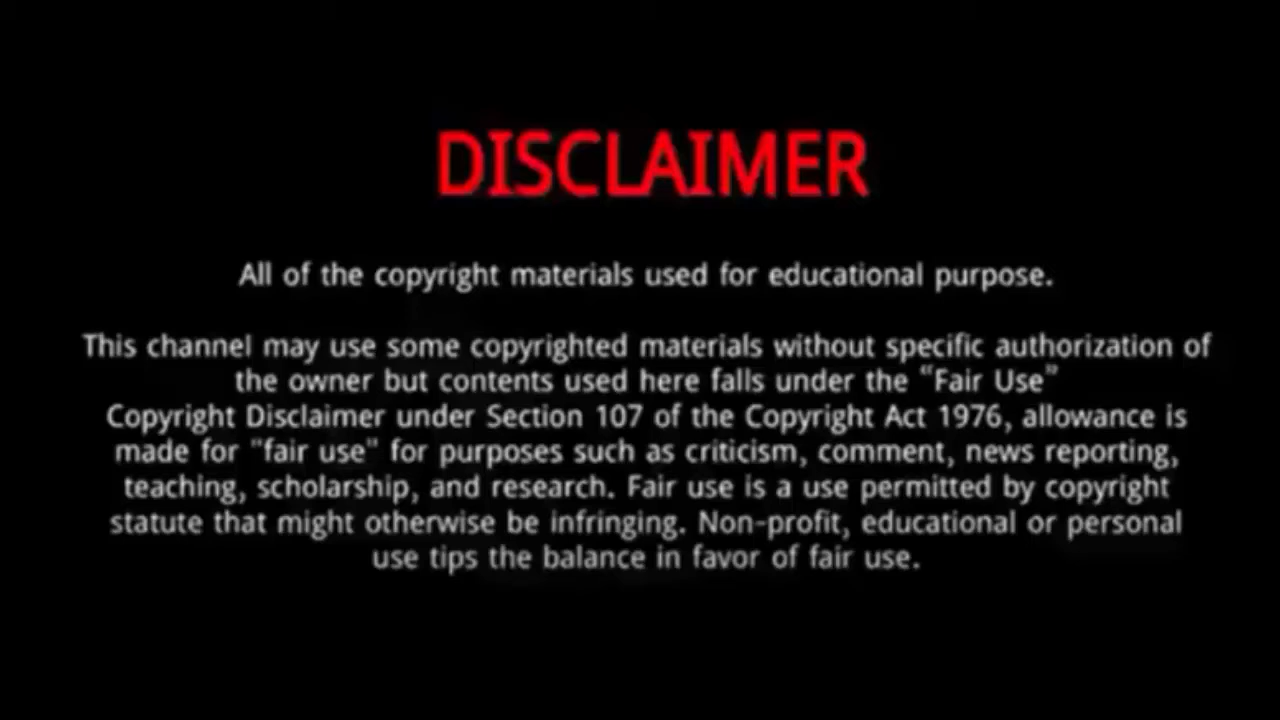 DISCLAIMER
All of the copyright materials used for educational purpose.
This channel may use some copyrighted materials without specific authorization of
the owner but contents used here falls under the “Fair Use”
Copyright Disclaimer under Section 107 of the Copyright Act 1976, allowance is
made for "fair use" for purposes such as criticism, comment, news reporting,
teaching, scholarship, and research. Fair use is a use permitted by copyright
statute that might otherwise be infringing. Non-profit, educational or personal
use tips the balance in favor of fair use.